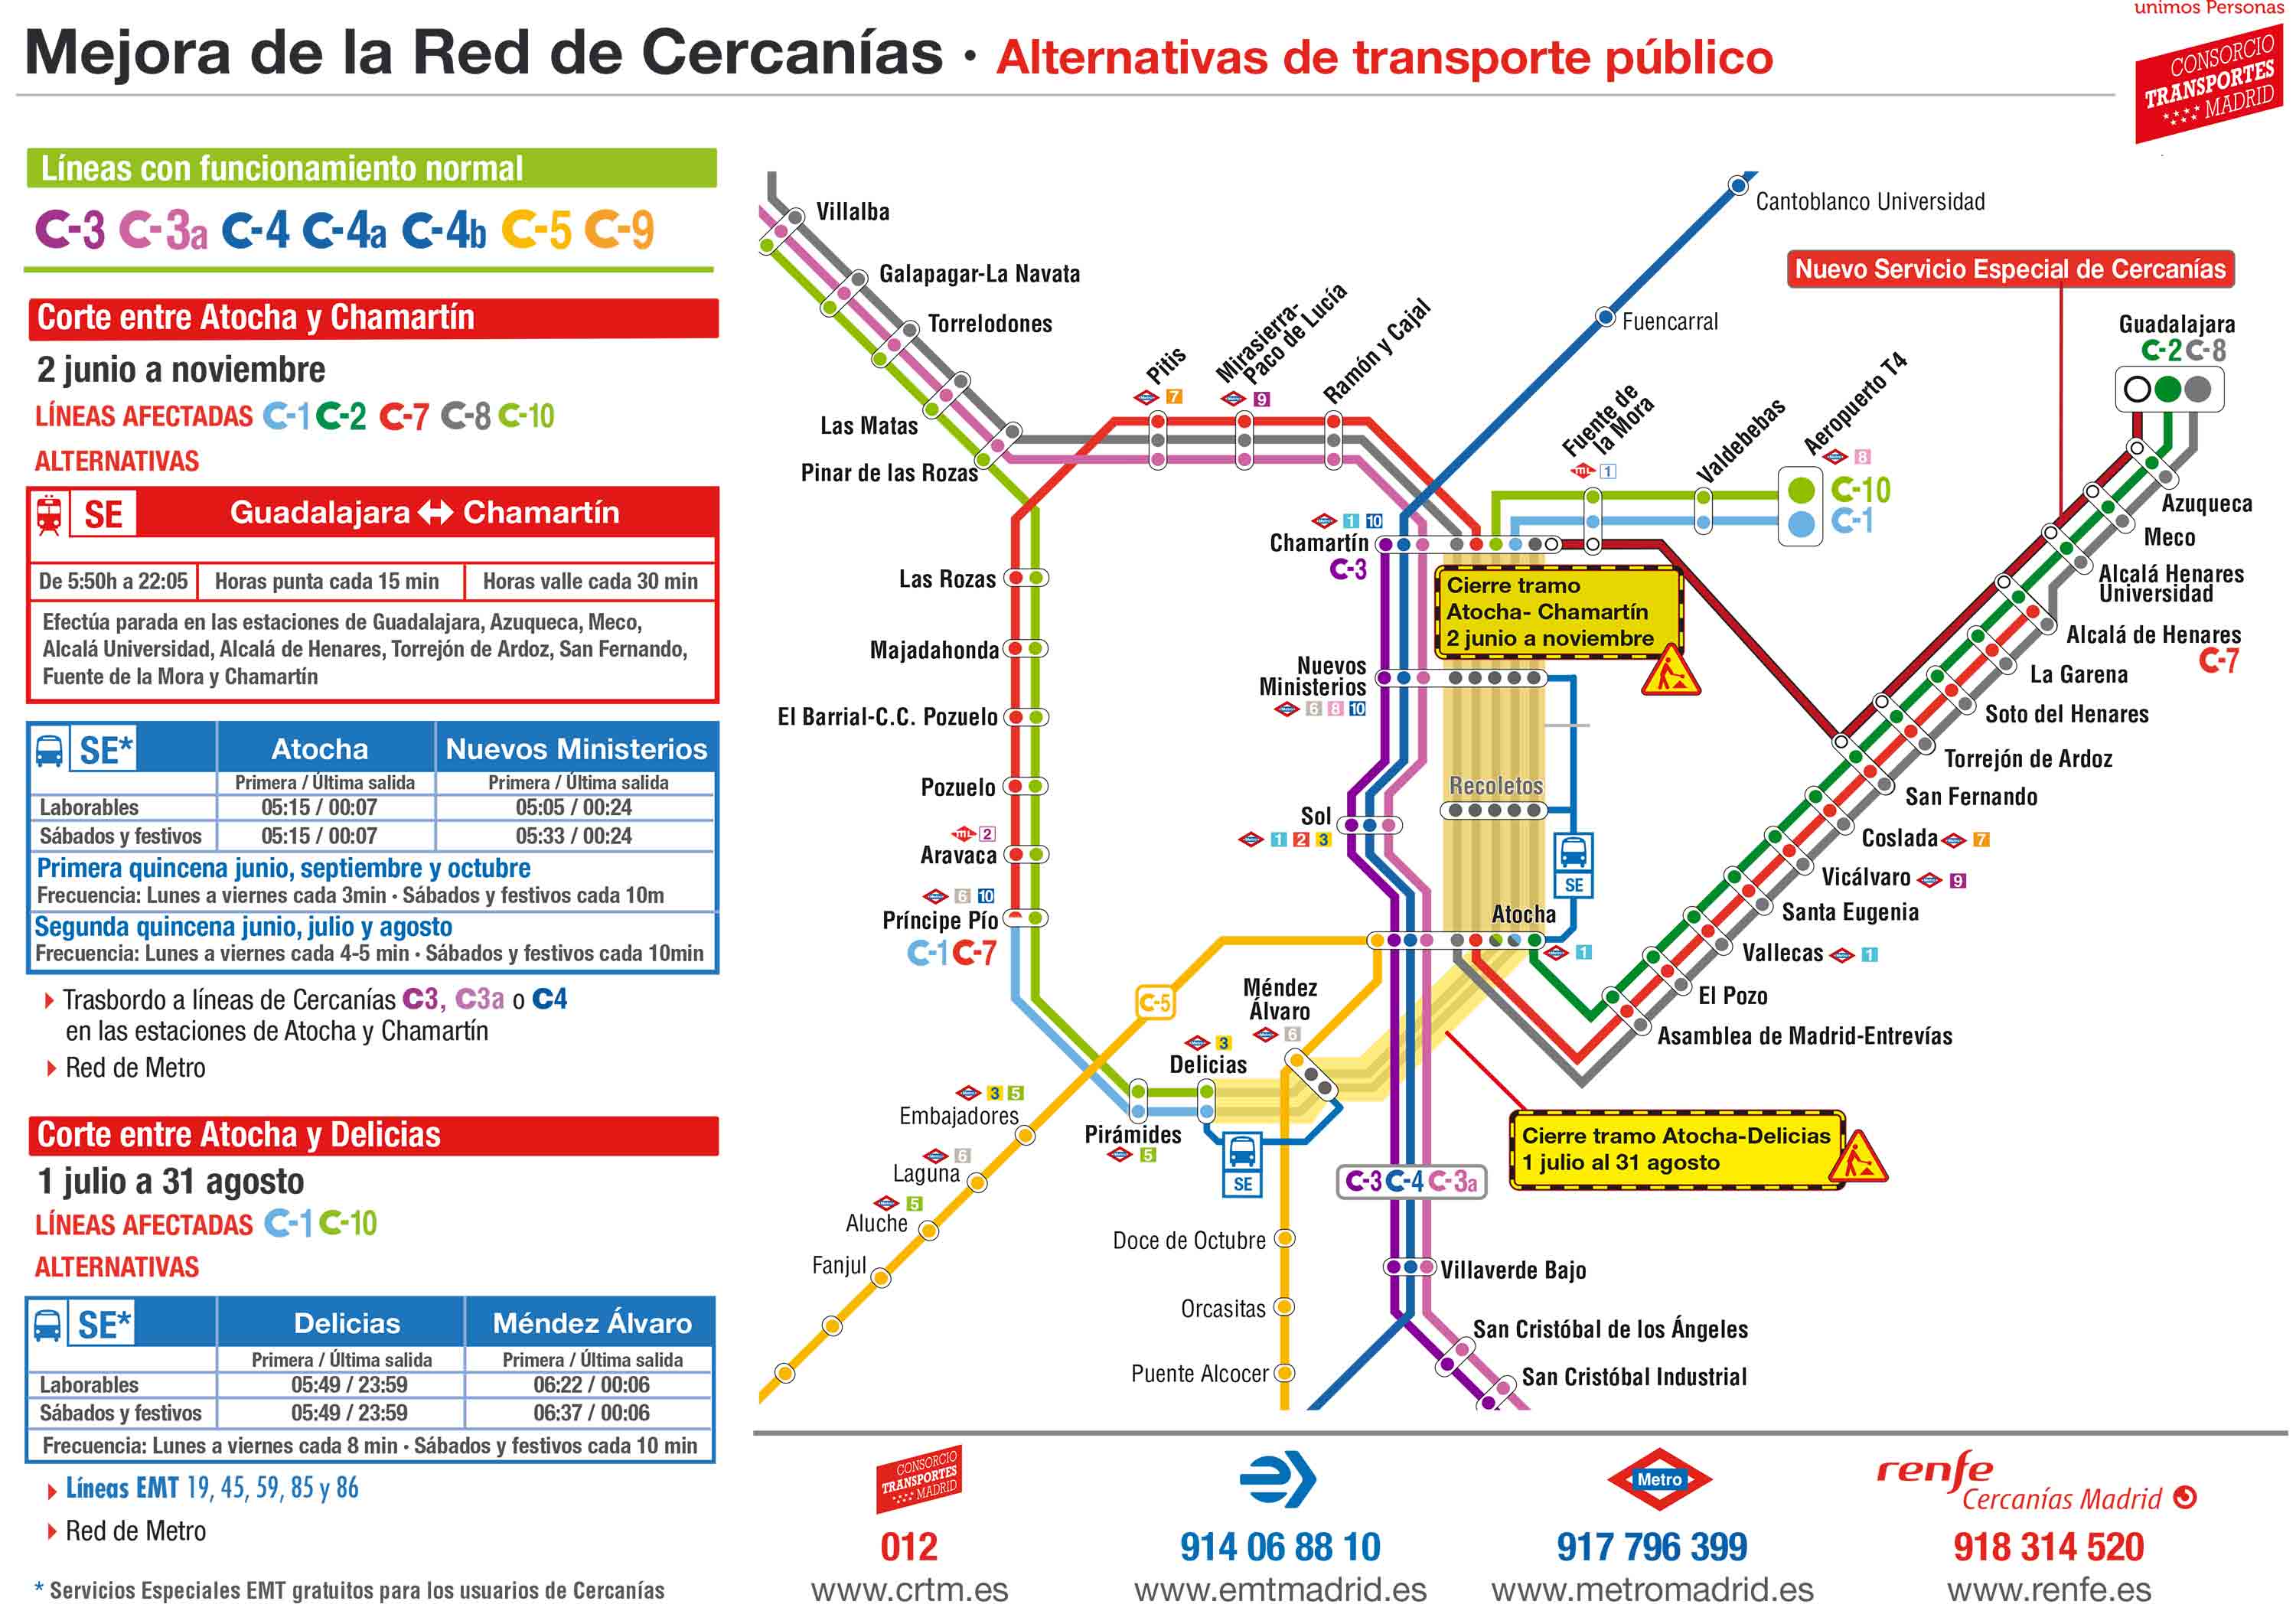 unimos Personas
Mejora de la Red de Cercanías · Alternativas de transporte público
CONSORCIO
TRANSPORTES
MADRID
Líneas con funcionamiento normal
C-3 C-3a C-4 C-4a C-4b C-5 C-9
Corte entre Atocha y Chamartín
2 junio a noviembre
LÍNEAS AFECTADAS C-1 C-2 C-7 C-8 C-10
ALTERNATIVAS
SE Guadalajara ↔ Chamartín
De 5:50h a 22:05 Horas punta cada 15 min Horas valle cada 30 min
Efectúa parada en las estaciones de Guadalajara, Azuqueca, Meco,
Alcalá Universidad, Alcalá de Henares, Torrejón de Ardoz, San Fernando,
Fuente de la Mora y Chamartín
SE* Atocha Nuevos Ministerios
Primera / Última salida Primera / Última salida
Laborables 05:15 / 00:07 05:05 / 00:24
Sábados y festivos 05:15 / 00:07 05:33 / 00:24
Primera quincena junio, septiembre y octubre
Frecuencia: Lunes a viernes cada 3min · Sábados y festivos cada 10m
Segunda quincena junio, julio y agosto
Frecuencia: Lunes a viernes cada 4-5 min · Sábados y festivos cada 10min
Trasbordo a líneas de Cercanías C3, C3a o C4
en las estaciones de Atocha y Chamartín
Red de Metro
Corte entre Atocha y Delicias
1 julio a 31 agosto
LÍNEAS AFECTADAS C-1 C-10
ALTERNATIVAS
SE* Delicias Méndez Álvaro
Primera / Última salida Primera / Última salida
Laborables 05:49 / 23:59 06:22 / 00:06
Sábados y festivos 05:49 / 23:59 06:37 / 00:06
Frecuencia: Lunes a viernes cada 8 min · Sábados y festivos cada 10 min
Líneas EMT 19, 45, 59, 85 y 86
Red de Metro
* Servicios Especiales EMT gratuitos para los usuarios de Cercanías
Villalba
Galapagar-La Navata
Torrelodones
Las Matas
Pinar de las Rozas
Pitis
7
Mirasierra-
Paco de Lucía
9
Ramón y Cajal
Cantoblanco Universidad
Fuencarral
Nuevo Servicio Especial de Cercanías
Fuente de
la Mora
ML 1
Valdebebas
Aeropuerto T4
8
C-10
C-1
Guadalajara
C-2 C-8
Azuqueca
Meco
Alcalá Henares
Universidad
Alcalá de Henares
C-7
La Garena
Soto del Henares
Torrejón de Ardoz
San Fernando
Coslada 7
Vicálvaro 9
Santa Eugenia
Vallecas 1
El Pozo
Asamblea de Madrid-Entrevías
1 10
Chamartín
C-3
Cierre tramo
Atocha- Chamartín
2 junio a noviembre
Nuevos
Ministerios
6 8 10
Recoletos
Sol
1 2 3
SE
Atocha
1
Las Rozas
Majadahonda
El Barrial-C.C. Pozuelo
Pozuelo
ML 2
Aravaca
6 10
Príncipe Pío
C-1 C-7
C-5
Méndez
Álvaro
6
3
Delicias
Pirámides
5
SE
3 5
Embajadores
6
Laguna
5
Aluche
Fanjul
Cierre tramo Atocha-Delicias
1 julio al 31 agosto
C-3 C-4 C-3a
Doce de Octubre
Orcasitas
Puente Alcocer
Villaverde Bajo
San Cristóbal de los Ángeles
San Cristóbal Industrial
CONSORCIO
TRANSPORTES
MADRID
012
www.crtm.es
914 06 88 10
www.emtmadrid.es
Metro
917 796 399
www.metromadrid.es
renfe
Cercanías Madrid
918 314 520
www.renfe.es